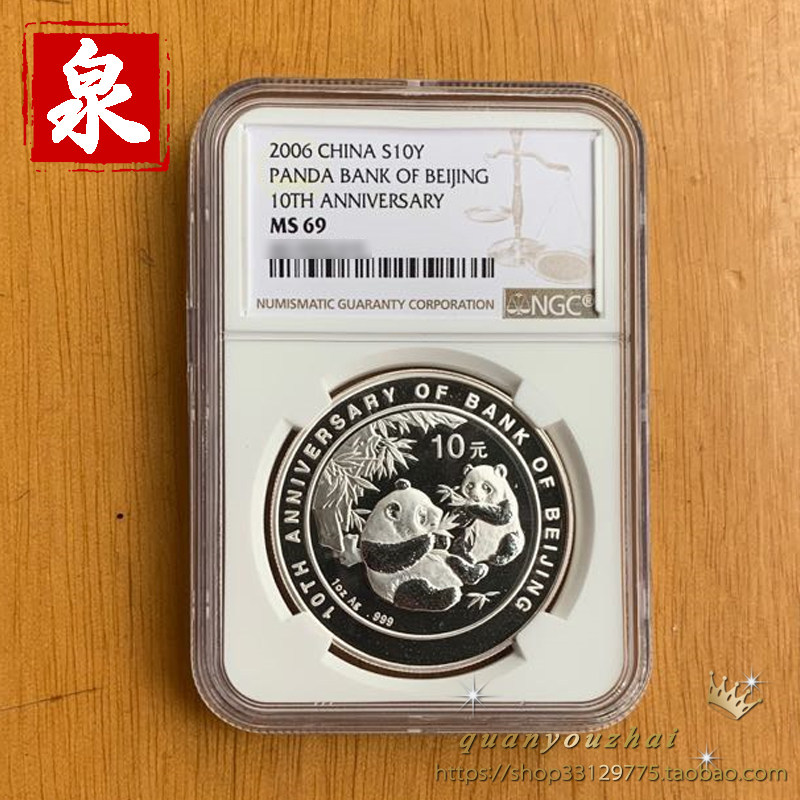 泉
2006 CHINA S10Y
PANDA BANK OF BEIJING
10TH ANNIVERSARY
MS 69
NUMISMATIC GUARANTY CORPORATION
NGC®
10TH ANNIVERSARY OF BANK OF BEIJING
10元
1oz Ag .999
quanyouzhai
https://shop33129775.taobao.com